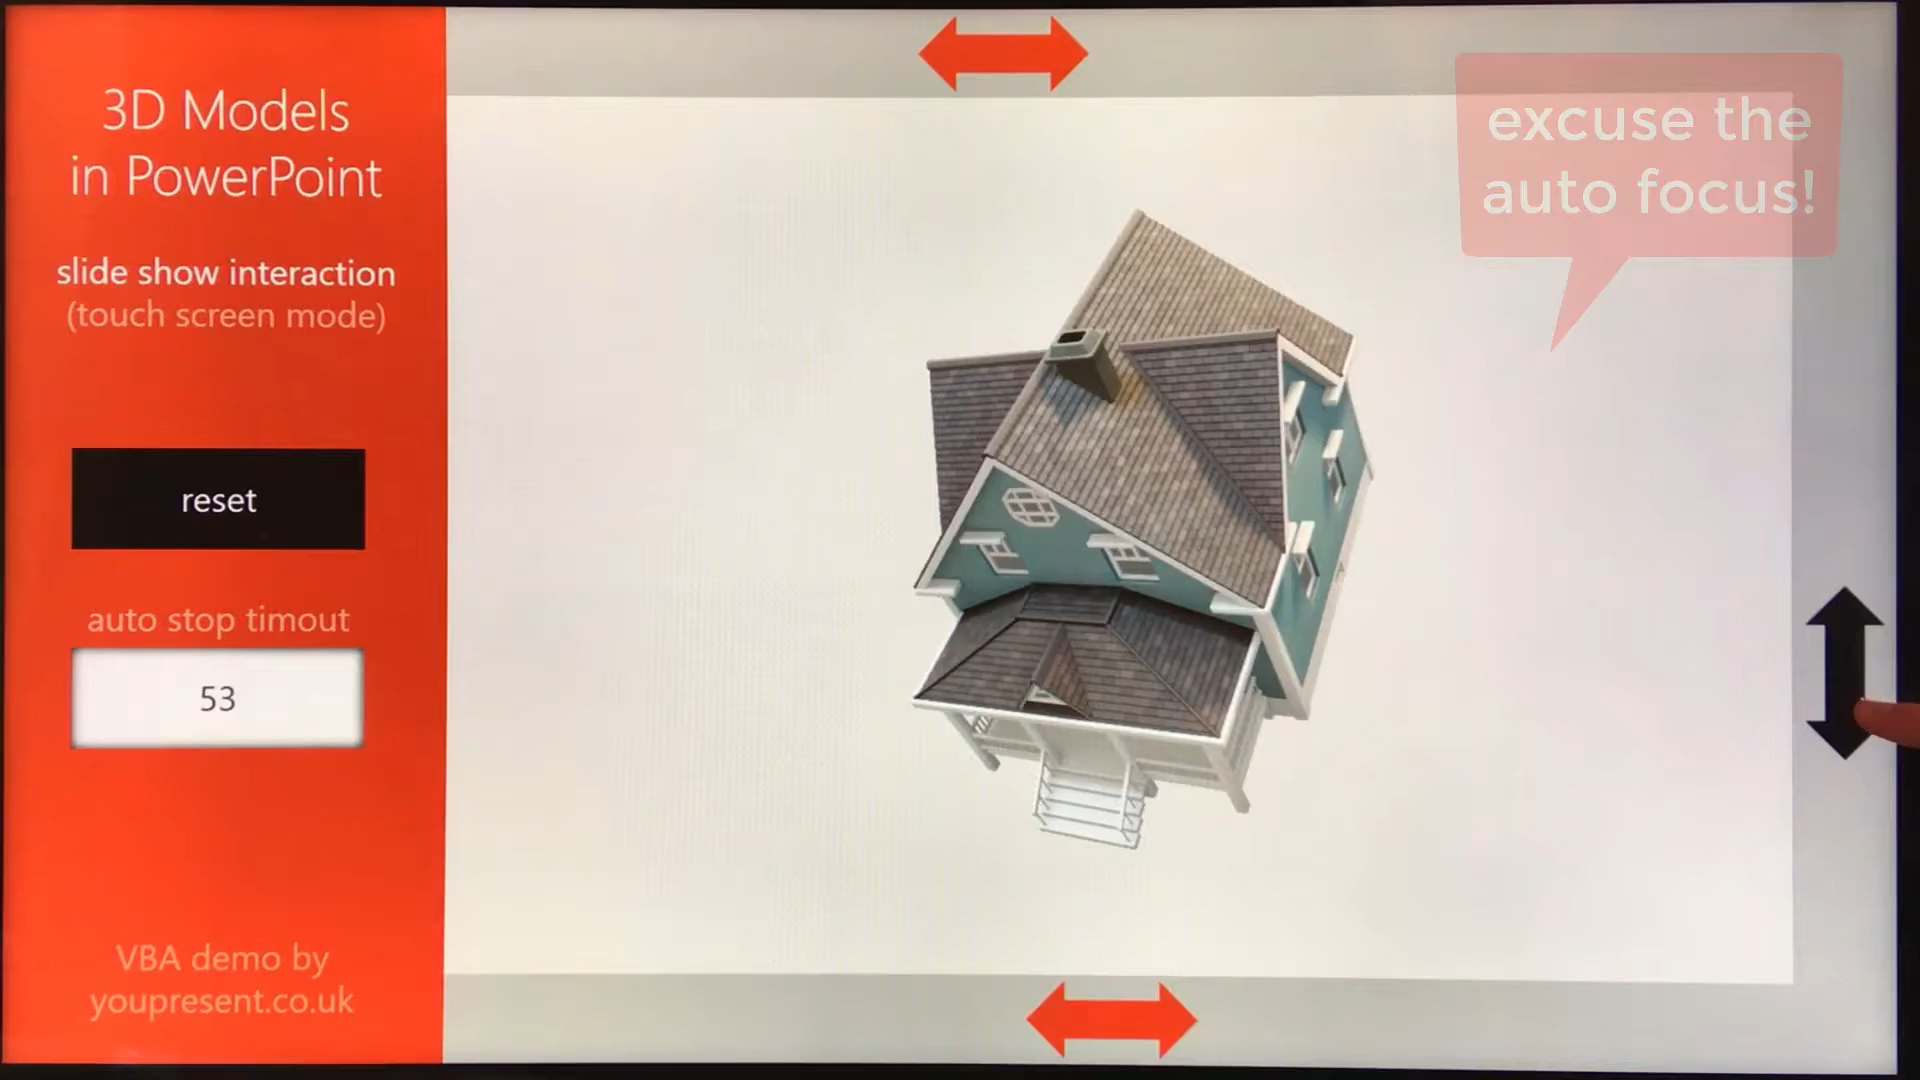 3D Models
in PowerPoint
slide show interaction
(touch screen mode)
reset
auto stop timout
53
VBA demo by
youpresent.co.uk
excuse the
auto focus!